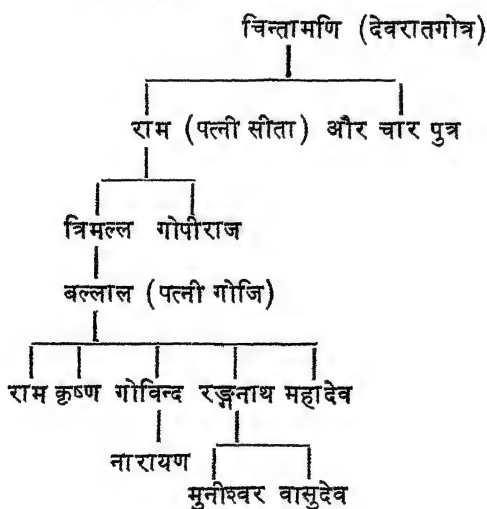 चिन्तामणि (देवरातगोत्र)
राम (पत्नी सीता) और चार पुत्र
त्रिमल्ल गोपीराज
बल्लाल (पत्नी गोजि)
राम कृष्ण गोविन्द रङ्गनाथ महादेव
नारायण
मुनीश्वर वासुदेव